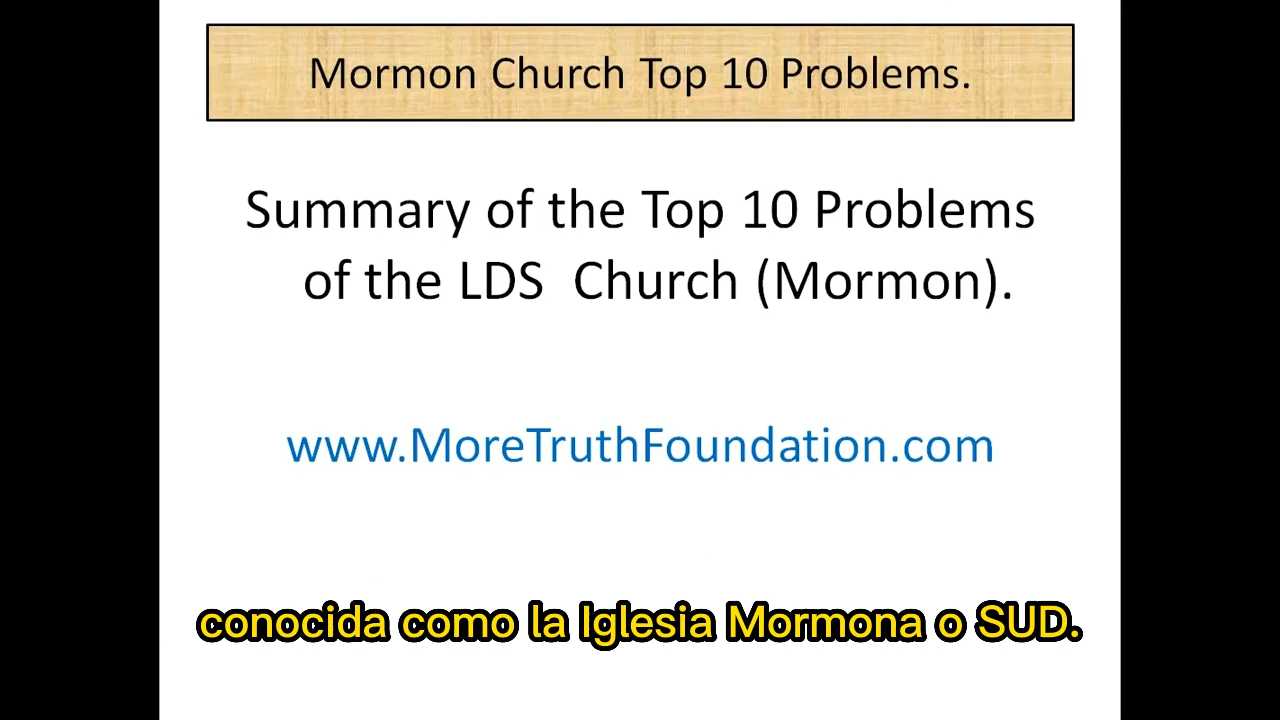 Mormon Church Top 10 Problems.
Summary of the Top 10 Problems
of the LDS Church (Mormon).
www.MoreTruthFoundation.com
conocida como la Iglesia Mormona o SUD.